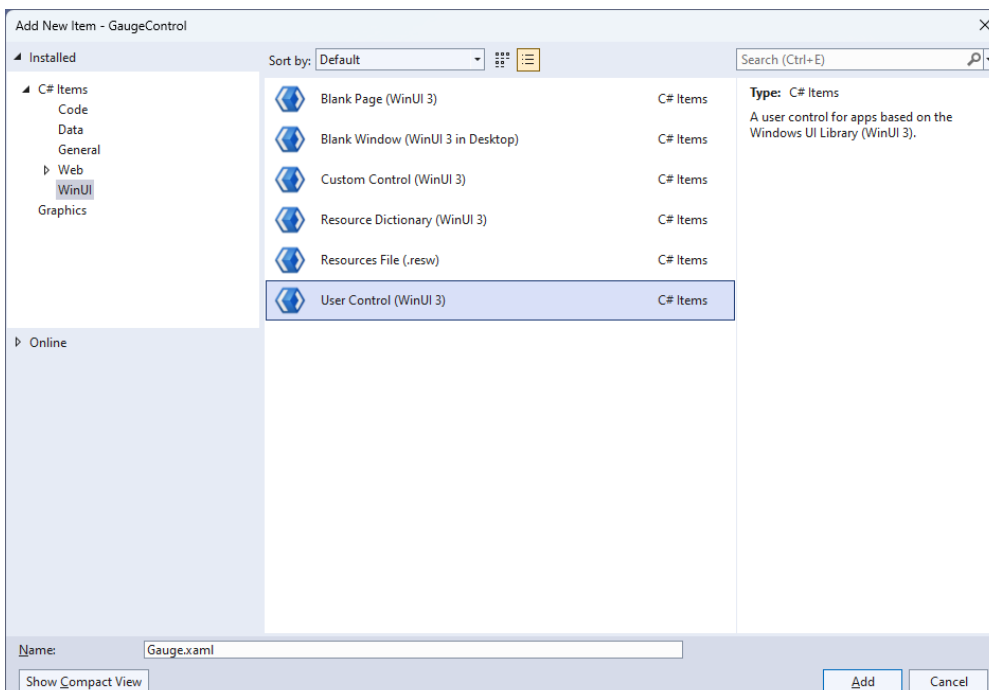 Add New Item - GaugeControl
Installed
C# Items
Code
Data
General
Web
WinUI
Graphics
Online
Sort by: Default
Blank Page (WinUI 3) C# Items
Blank Window (WinUI 3 in Desktop) C# Items
Custom Control (WinUI 3) C# Items
Resource Dictionary (WinUI 3) C# Items
Resources File (.resw) C# Items
User Control (WinUI 3) C# Items
Search (Ctrl+E)
Type: C# Items
A user control for apps based on the
Windows UI Library (WinUI 3).
Name: Gauge.xaml
Show Compact View
Add
Cancel